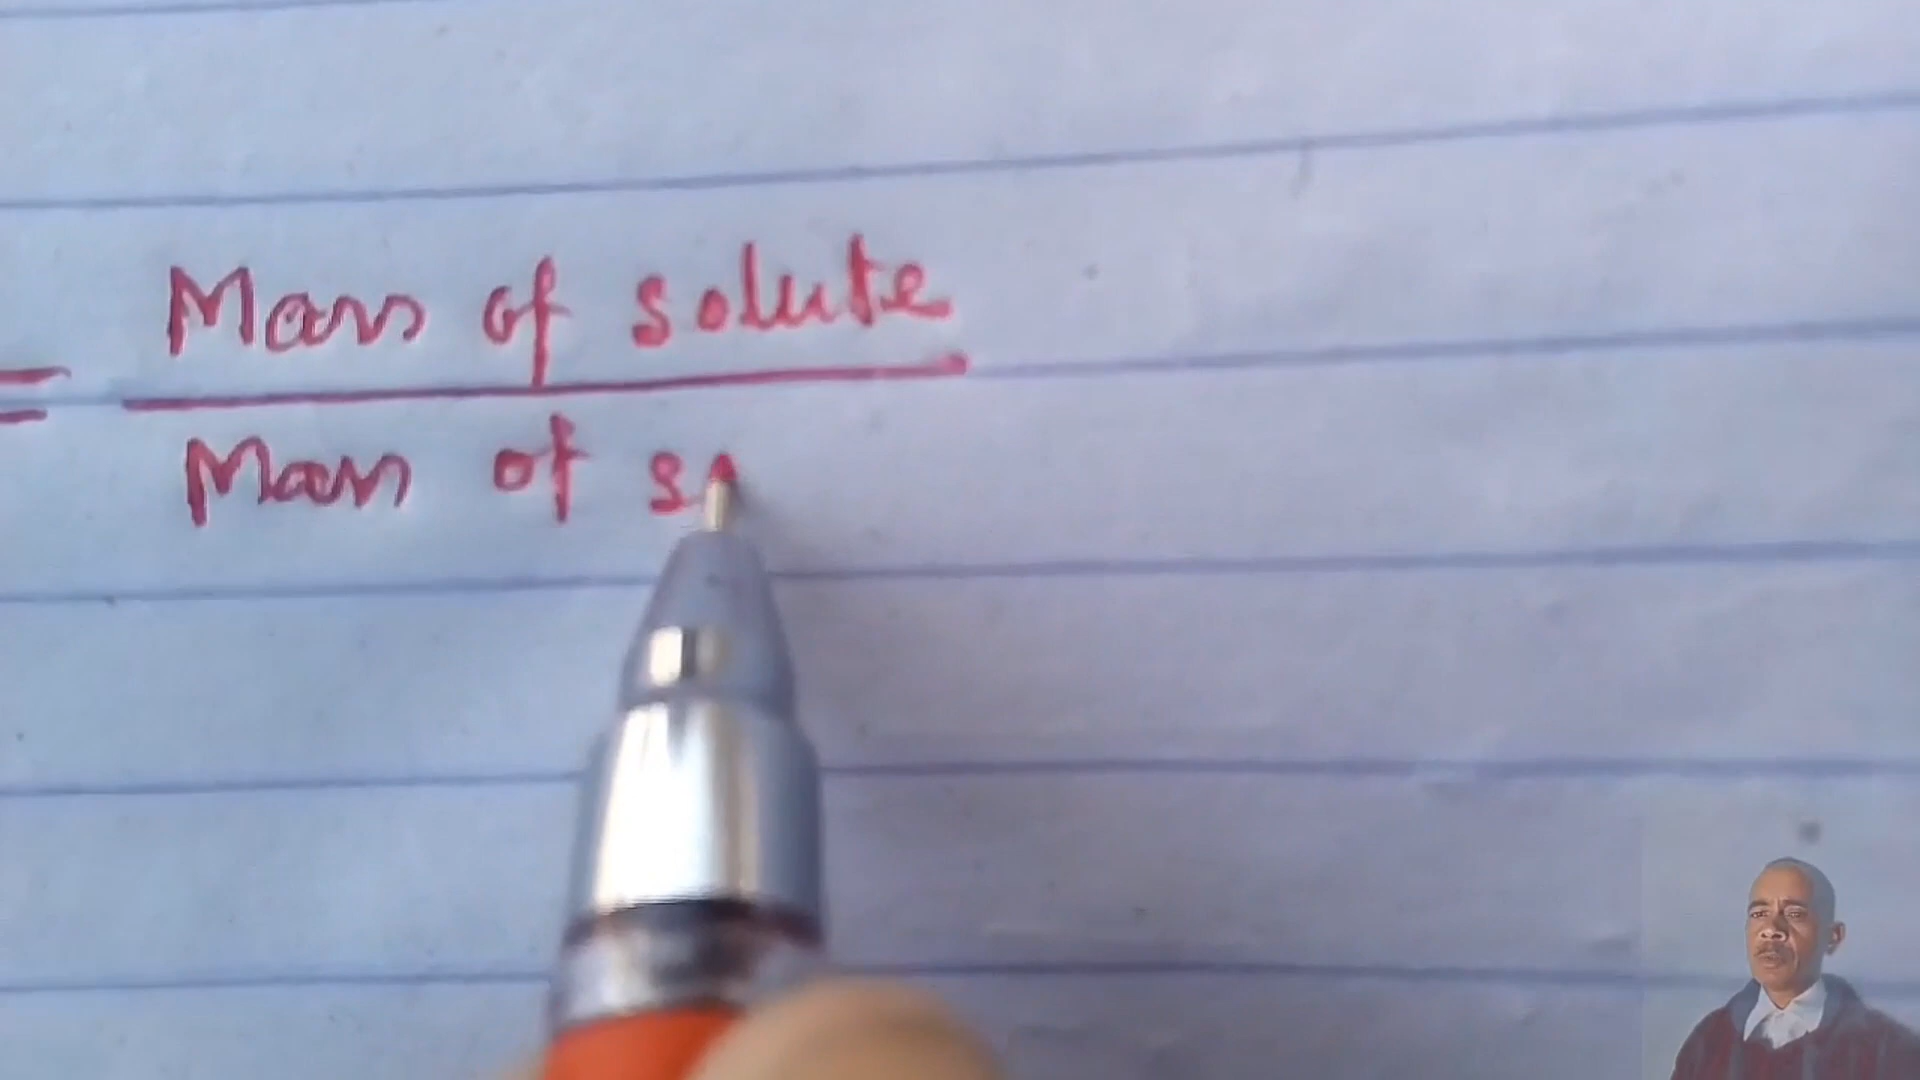 = Mass of solute
Mass of s